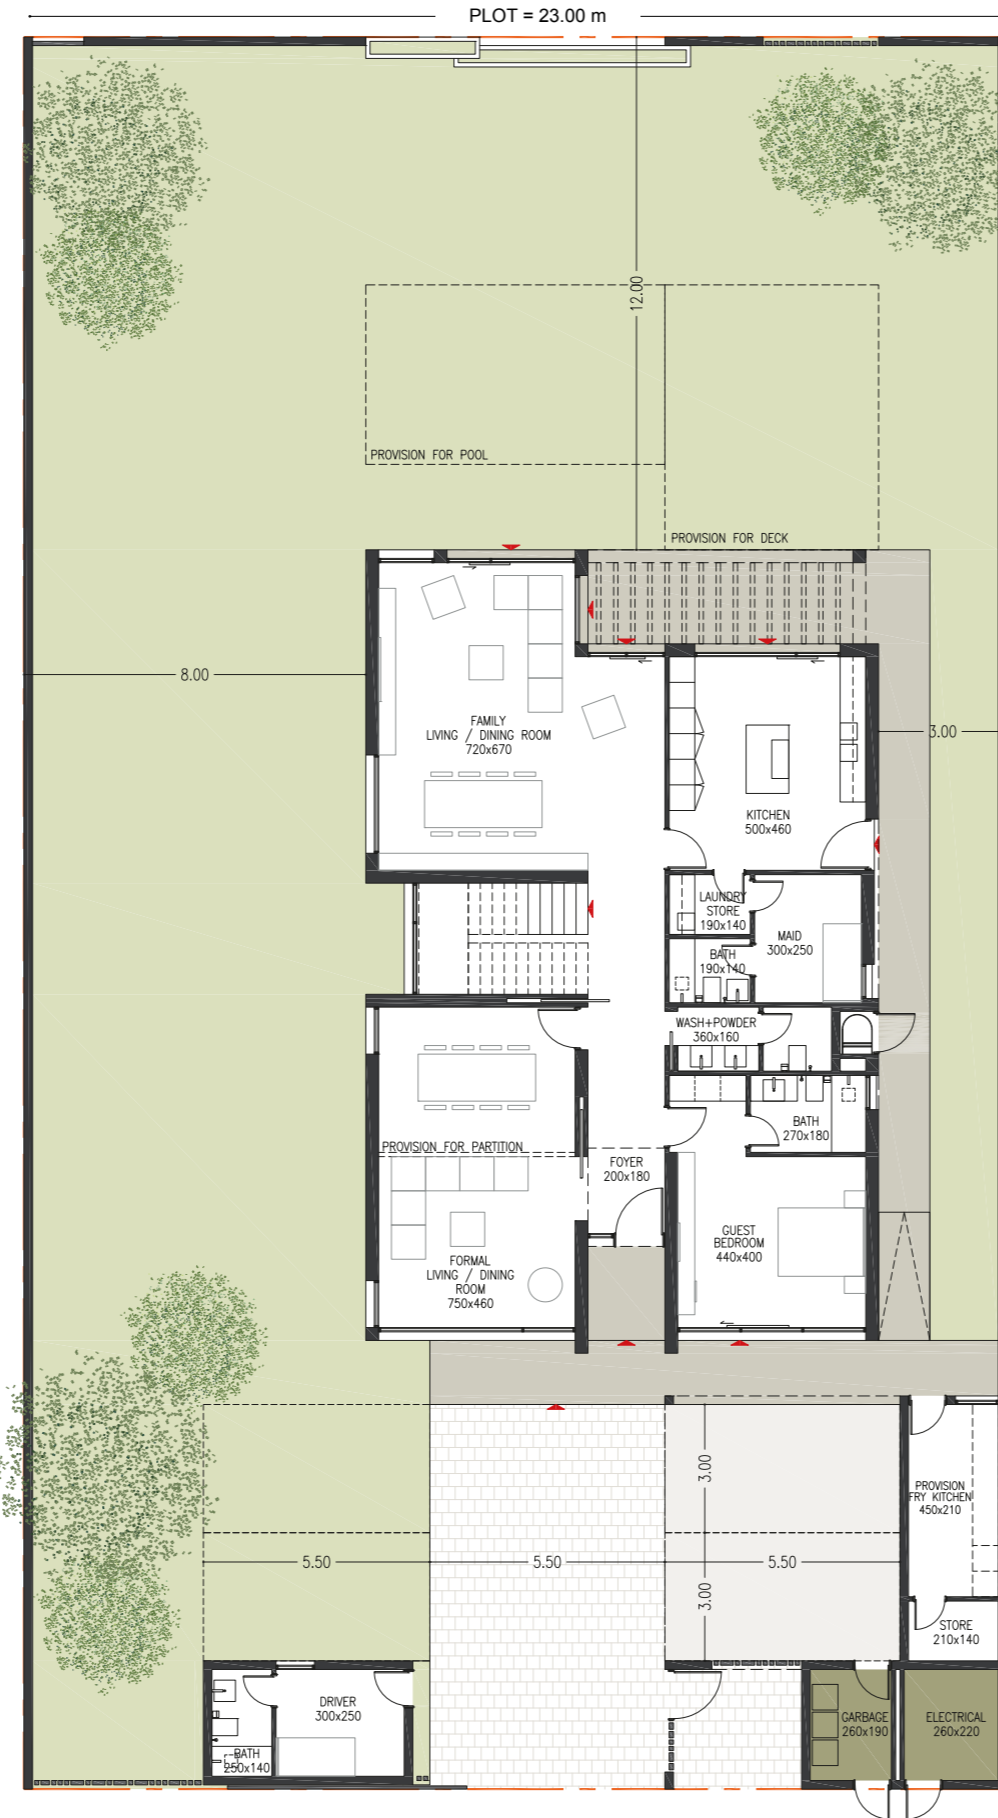 PLOT = 23.00 m
12.00
PROVISION FOR POOL
PROVISION FOR DECK
8.00
3.00
FAMILY
LIVING / DINING ROOM
720x670
KITCHEN
500x460
LAUNDRY
STORE
190x140
MAID
300x250
BATH
190x140
WASH+POWDER
360x160
BATH
270x180
PROVISION FOR PARTITION
FOYER
200x180
GUEST
BEDROOM
440x400
FORMAL
LIVING / DINING
ROOM
750x460
3.00
PROVISION
FRY KITCHEN
450x210
5.50
5.50
5.50
3.00
STORE
210x140
DRIVER
300x250
BATH
250x140
GARBAGE
260x190
ELECTRICAL
260x220